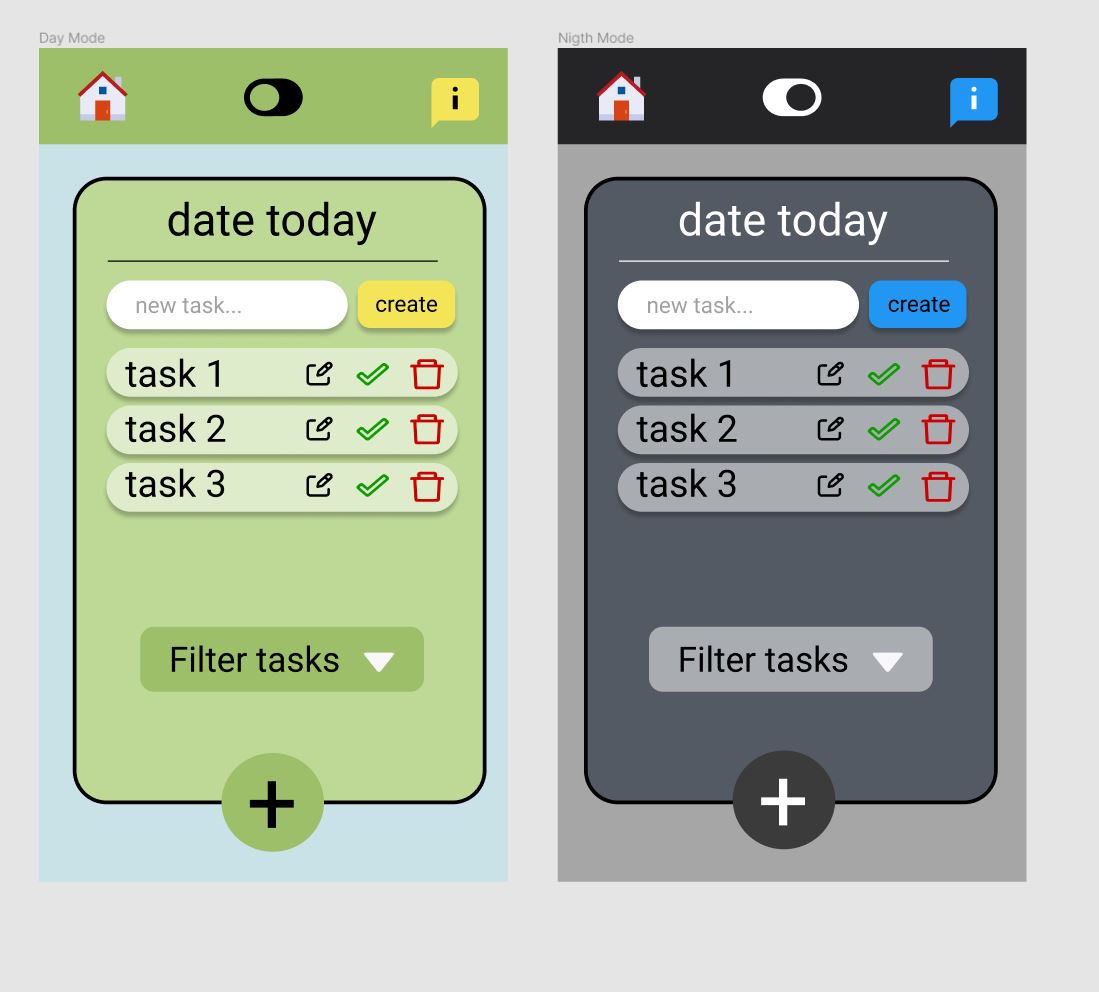 Day Mode
i
date today
new task...
create
task 1
task 2
task 3
Filter tasks
+
Nigth Mode
i
date today
new task...
create
task 1
task 2
task 3
Filter tasks
+